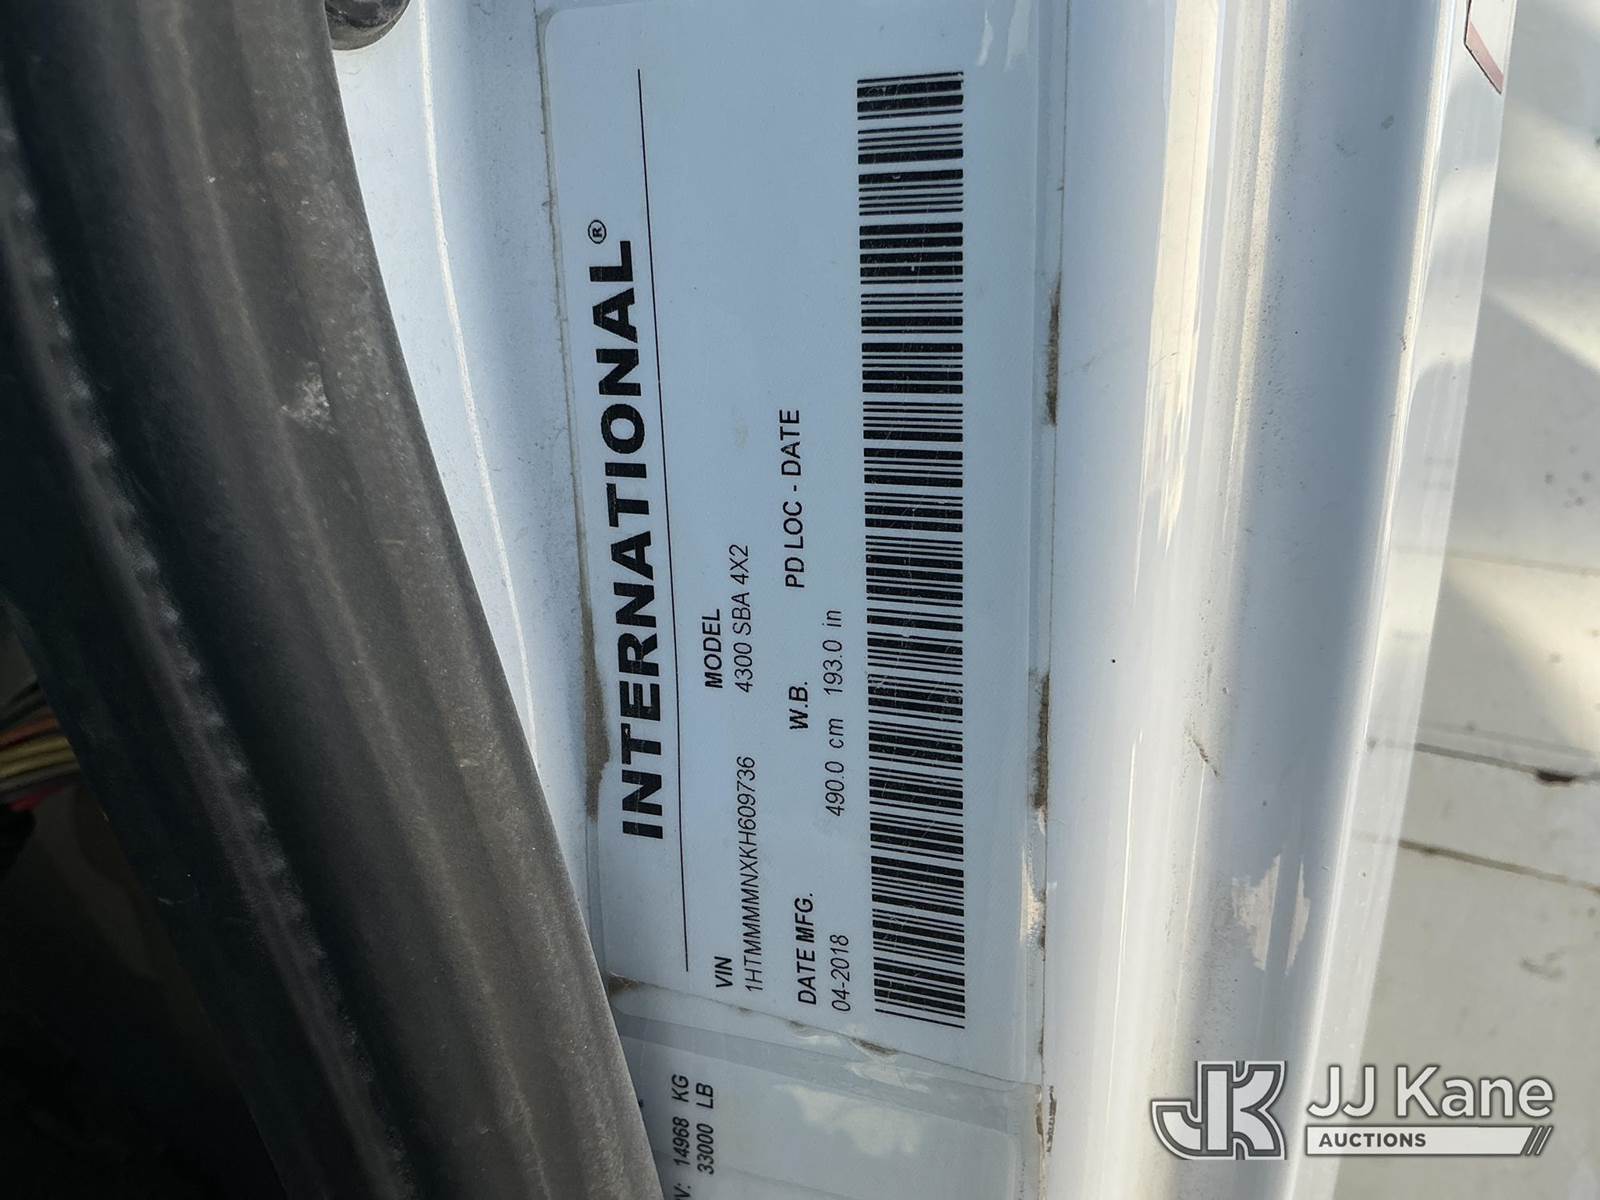 INTERNATIONAL®
VIN MODEL
1HTMMMMNXKH609736 4300 SBA 4X2
DATE MFG. W.B. PD LOC - DATE
04-2018 490.0 cm 193.0 in
14968 KG
33000 LB
JJ Kane
AUCTIONS